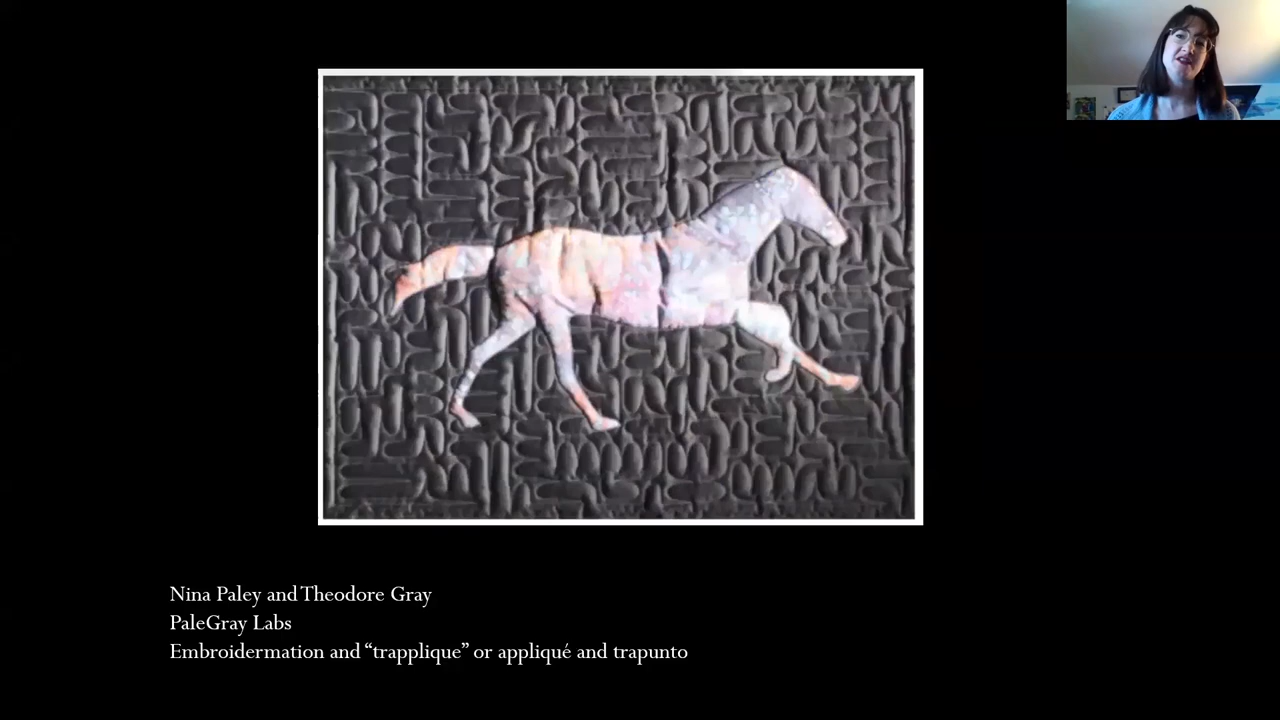 Nina Paley and Theodore Gray
PaleGray Labs
Embroidermation and “trapplique” or appliqué and trapunto